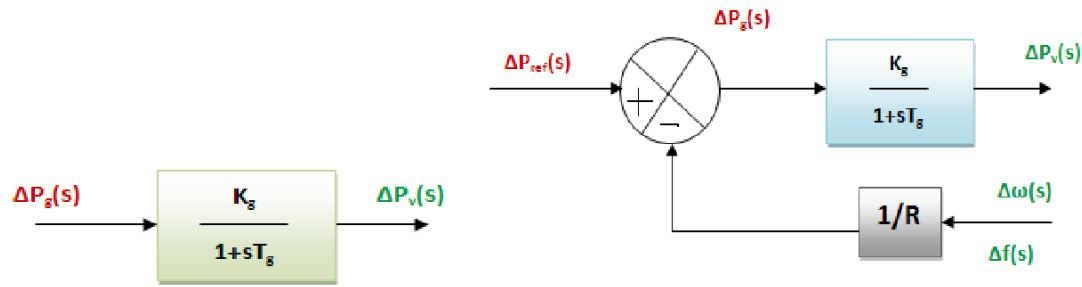 ΔPg(s)
Kg
1+sTg
ΔPv(s)
ΔPref(s)
+
¬
ΔPg(s)
Kg
1+sTg
ΔPv(s)
1/R
Δω(s)
Δf(s)